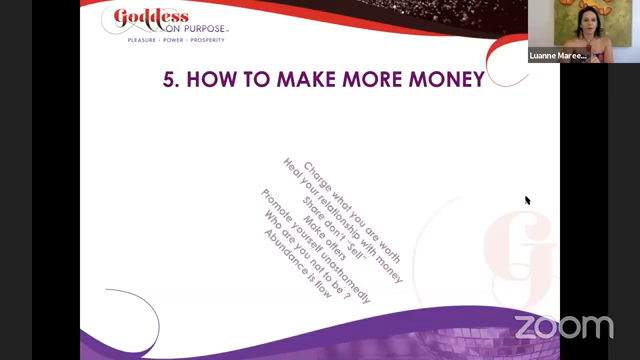 Goddess
ON PURPOSE™
PLEASURE • POWER • PROSPERITY
Luanne Maree...
5. HOW TO MAKE MORE MONEY
Charge what you are worth
Heal your relationship with money
Share don't "Sell"
Make offers
Promote yourself unashamedly
Who are you not to be ?
Abundance is flow
G
zoom